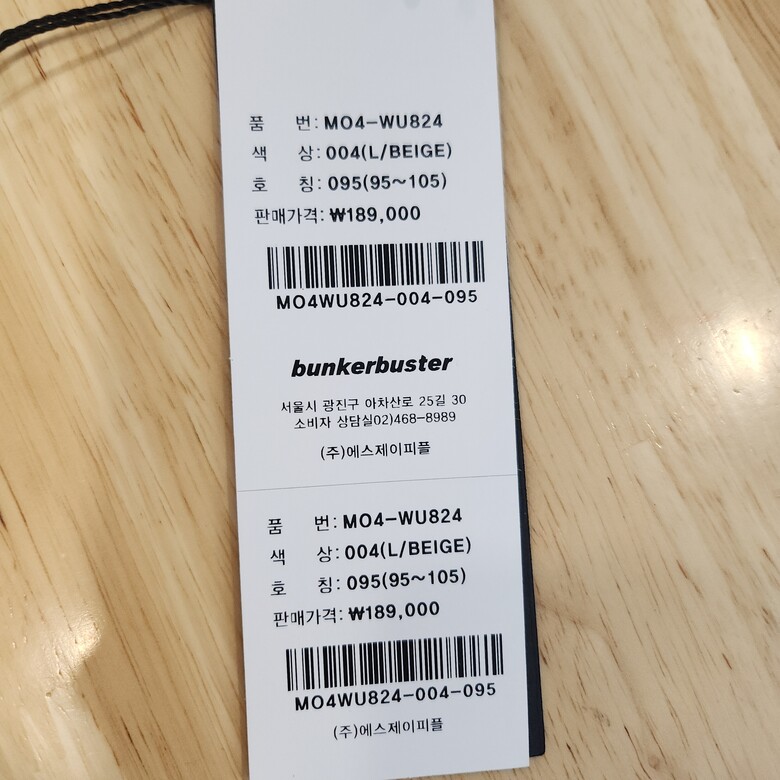 품 번: MO4-WU824
색 상: 004(L/BEIGE)
호 칭: 095(95~105)
판매가격: ₩189,000
MO4WU824-004-095
bunkerbuster
서울시 광진구 아차산로 25길 30
소비자 상담실02)468-8989
(주)에스제이피플
품 번: MO4-WU824
색 상: 004(L/BEIGE)
호 칭: 095(95~105)
판매가격: ₩189,000
MO4WU824-004-095
(주)에스제이피플